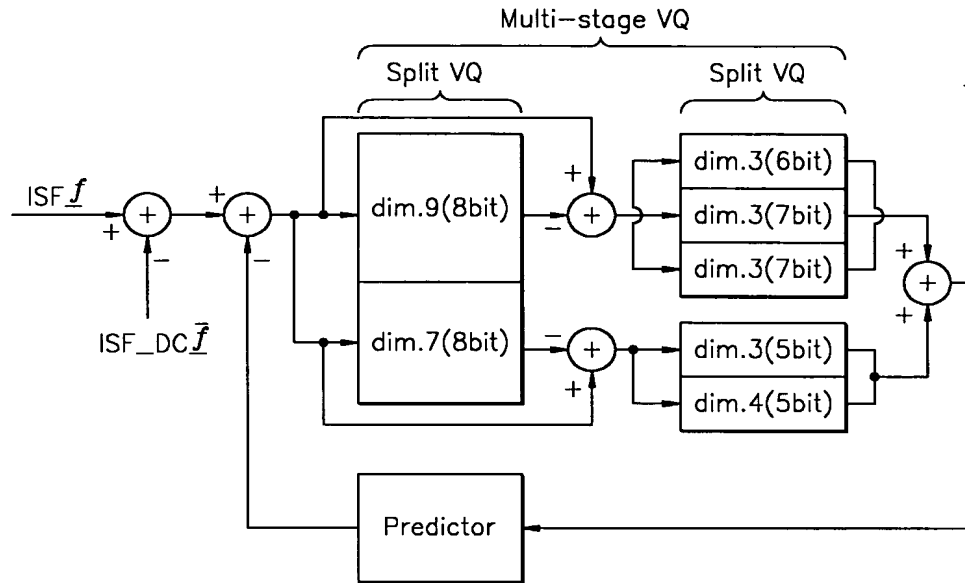 Multi-stage VQ
Split VQ
Split VQ
ISF f
+
+
-
ISF_DC f̄
+
+
-
dim.9(8bit)
dim.7(8bit)
+
-
+
-
+
+
dim.3(6bit)
dim.3(7bit)
dim.3(7bit)
dim.3(5bit)
dim.4(5bit)
+
+
+
Predictor